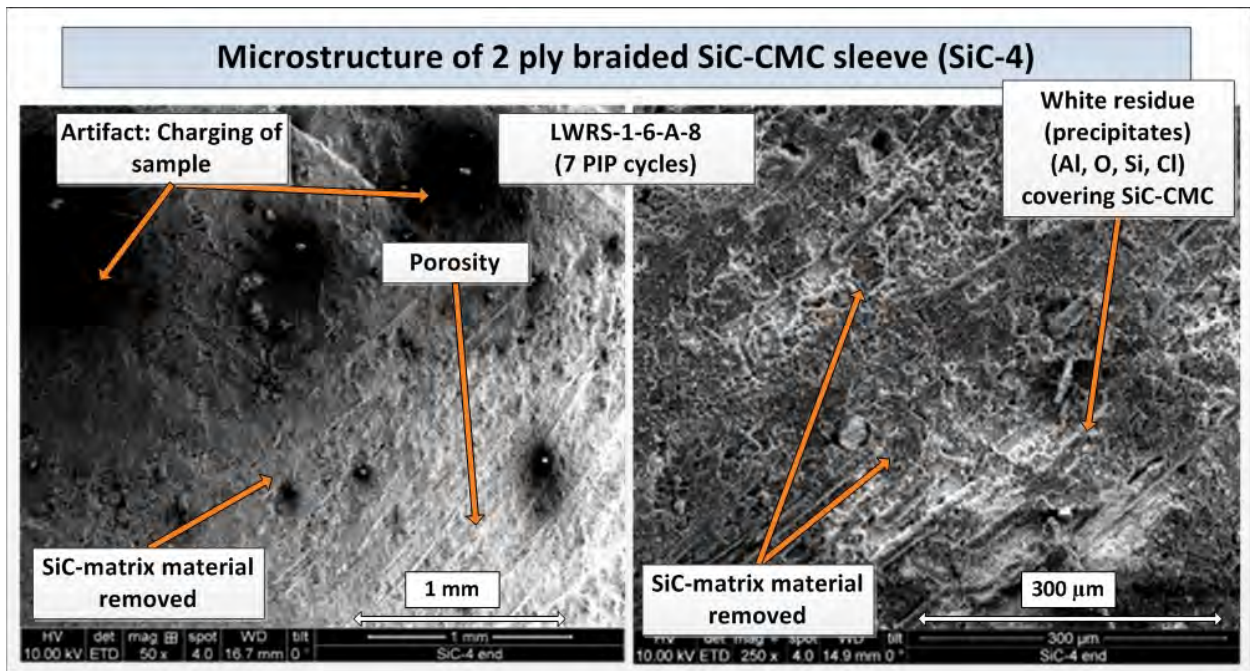 Microstructure of 2 ply braided SiC-CMC sleeve (SiC-4)
Artifact: Charging of
sample
LWRS-1-6-A-8
(7 PIP cycles)
Porosity
SiC-matrix material
removed
1 mm
HV det mag spot WD tilt
10.00 kV ETD 50 x 4.0 16.7 mm 0°
1 mm
SiC-4 end
White residue
(precipitates)
(Al, O, Si, Cl)
covering SiC-CMC
SiC-matrix material
removed
300 µm
HV det mag spot WD tilt
10.00 kV ETD 250 x 4.0 14.9 mm 0°
300 µm
SiC-4 end